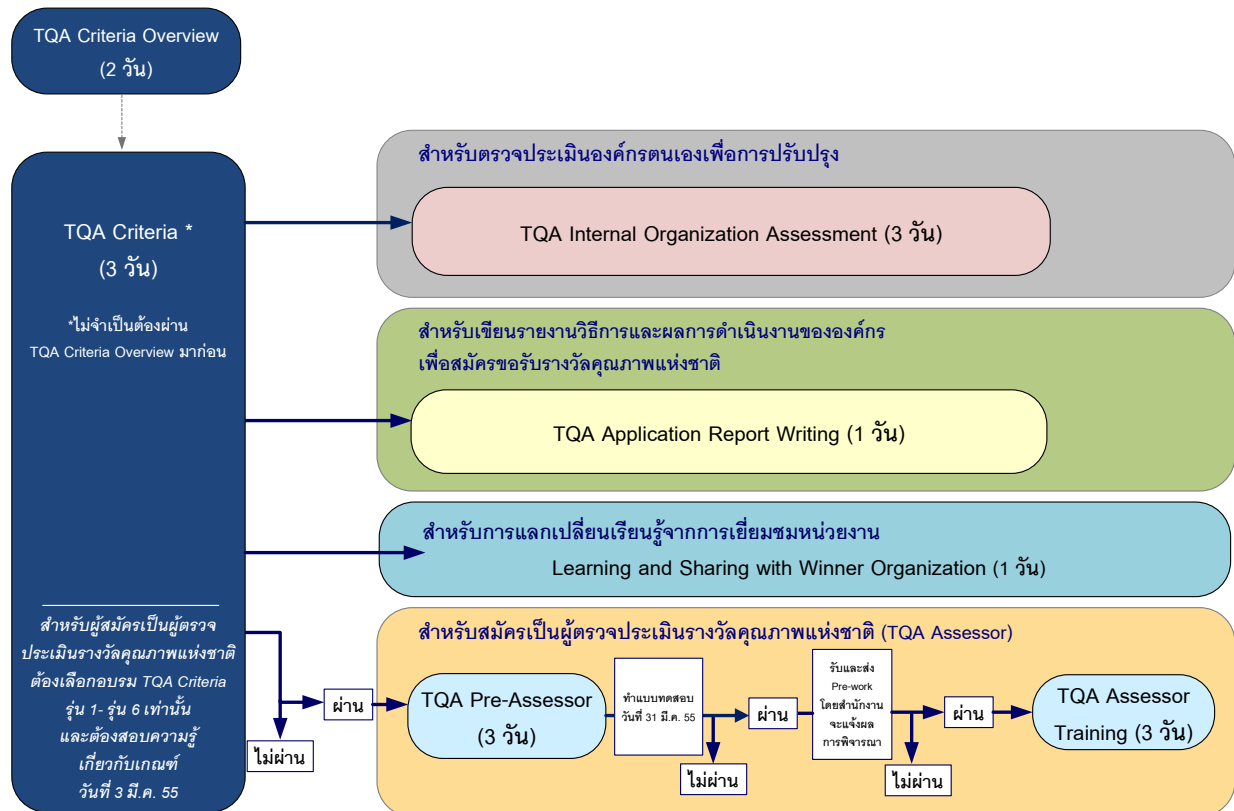 TQA Criteria Overview
(2 วัน)
TQA Criteria *
(3 วัน)
*ไม่จำเป็นต้องผ่าน
TQA Criteria Overview มาก่อน
สำหรับผู้สมัครเป็นผู้ตรวจ
ประเมินรางวัลคุณภาพแห่งชาติ
ต้องเลือกอบรม TQA Criteria
รุ่น 1- รุ่น 6 เท่านั้น
และต้องสอบความรู้
เกี่ยวกับเกณฑ์
วันที่ 3 มี.ค. 55
สำหรับตรวจประเมินองค์กรตนเองเพื่อการปรับปรุง
TQA Internal Organization Assessment (3 วัน)
สำหรับเขียนรายงานวิธีการและผลการดำเนินงานขององค์กร
เพื่อสมัครขอรับรางวัลคุณภาพแห่งชาติ
TQA Application Report Writing (1 วัน)
สำหรับการแลกเปลี่ยนเรียนรู้จากการเยี่ยมชมหน่วยงาน
Learning and Sharing with Winner Organization (1 วัน)
สำหรับสมัครเป็นผู้ตรวจประเมินรางวัลคุณภาพแห่งชาติ (TQA Assessor)
ผ่าน
ไม่ผ่าน
TQA Pre-Assessor
(3 วัน)
ทำแบบทดสอบ
วันที่ 31 มี.ค. 55
ผ่าน
ไม่ผ่าน
รับและส่ง
Pre-work
โดยสำนักงาน
จะแจ้งผล
การพิจารณา
ผ่าน
ไม่ผ่าน
TQA Assessor
Training (3 วัน)